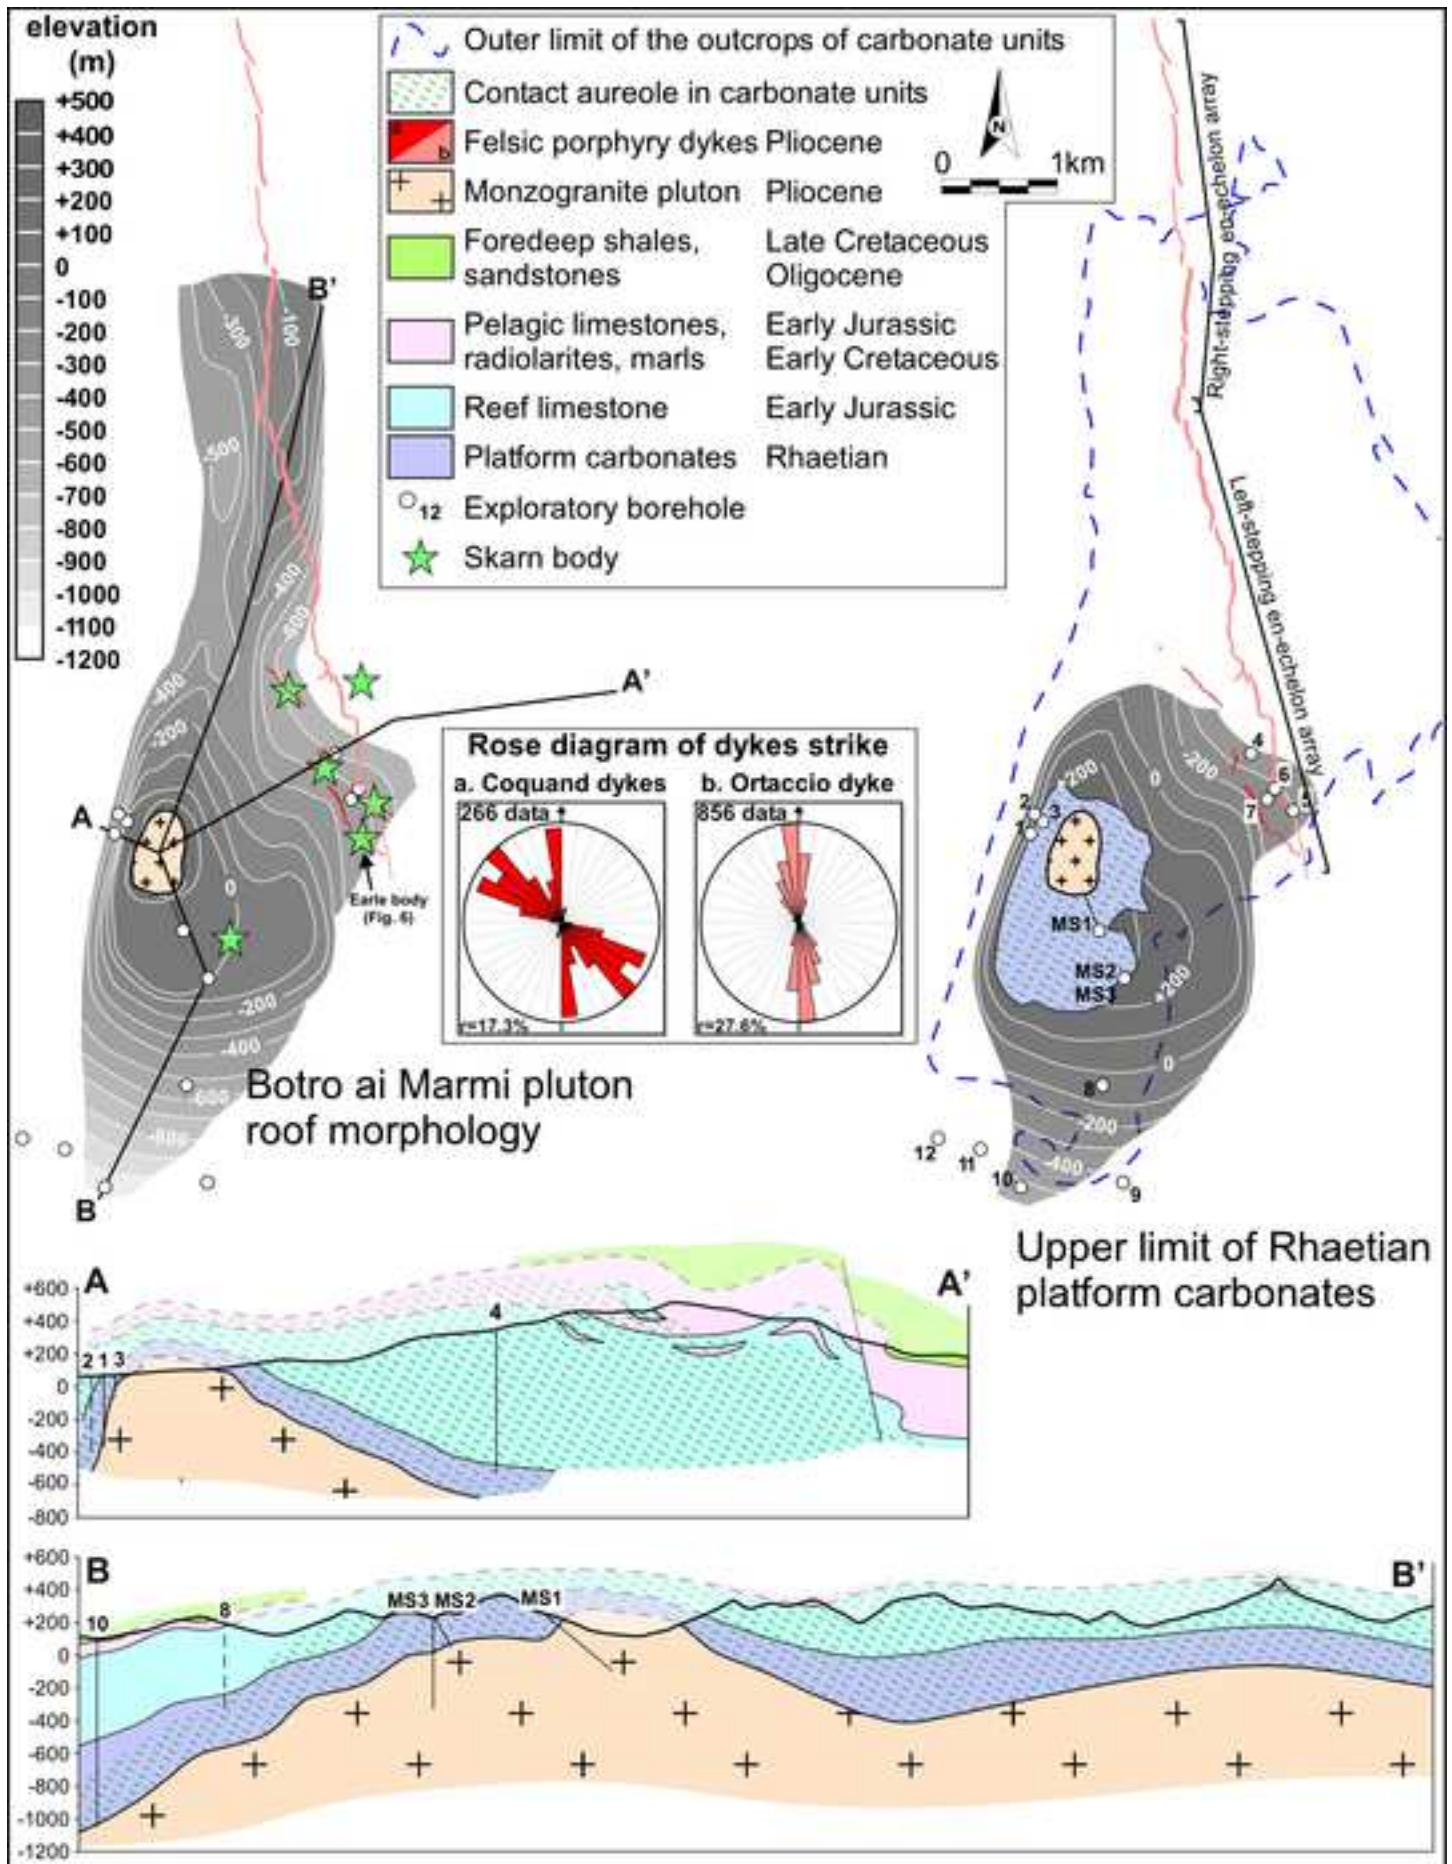 elevation
(m)
+500
+400
+300
+200
+100
0
-100
-200
-300
-400
-500
-600
-700
-800
-900
-1000
-1100
-1200
Outer limit of the outcrops of carbonate units
Contact aureole in carbonate units
Felsic porphyry dykes Pliocene
b
Monzogranite pluton Pliocene
Foredeep shales, Late Cretaceous
sandstones Oligocene
Pelagic limestones, Early Jurassic
radiolarites, marls Early Cretaceous
Reef limestone Early Jurassic
Platform carbonates Rhaetian
12 Exploratory borehole
Skarn body
N
0 1km
B'
-300
-100
-500
-400
-400
-200
0
-200
-400
A
A'
B
Earle body
(Fig. 6)
Botro ai Marmi pluton
roof morphology
Rose diagram of dykes strike
a. Coquand dykes
266 data
r=17.3%
b. Ortaccio dyke
856 data
r=27.6%
Right-stepping en-echelon array
Left-stepping en-echelon array
+200
0
-200
4
6
7
2
3
1
MS1
MS2
MS3
+200
0
8
-200
-400
12
11
10
9
Upper limit of Rhaetian
platform carbonates
A
A'
+600
+400
+200
0
-200
-400
-600
-800
2 1 3
4
B
B'
+600
+400
+200
0
-200
-400
-600
-800
-1000
-1200
10
8
MS3 MS2
MS1